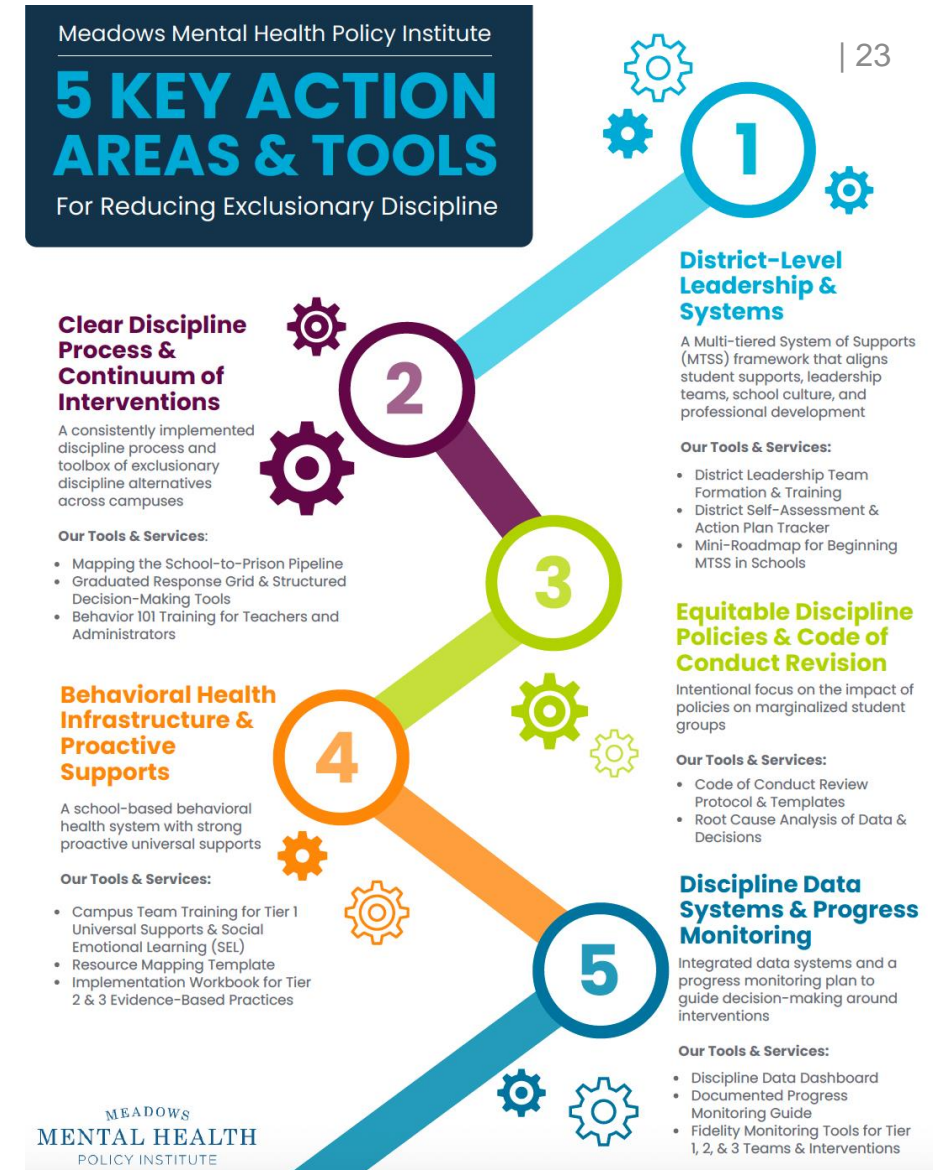 Meadows Mental Health Policy Institute
5 KEY ACTION
AREAS & TOOLS
For Reducing Exclusionary Discipline
| 23
1
District-Level
Leadership &
Systems
A Multi-tiered System of Supports
(MTSS) framework that aligns
student supports, leadership
teams, school culture, and
professional development
Our Tools & Services:
• District Leadership Team
Formation & Training
• District Self-Assessment &
Action Plan Tracker
• Mini-Roadmap for Beginning
MTSS in Schools
2
Clear Discipline
Process &
Continuum of
Interventions
A consistently implemented
discipline process and
toolbox of exclusionary
discipline alternatives
across campuses
Our Tools & Services:
• Mapping the School-to-Prison Pipeline
• Graduated Response Grid & Structured
Decision-Making Tools
• Behavior 101 Training for Teachers and
Administrators
3
Equitable Discipline
Policies & Code of
Conduct Revision
Intentional focus on the impact of
policies on marginalized student
groups
Our Tools & Services:
• Code of Conduct Review
Protocol & Templates
• Root Cause Analysis of Data &
Decisions
4
Behavioral Health
Infrastructure &
Proactive
Supports
A school-based behavioral
health system with strong
proactive universal supports
Our Tools & Services:
• Campus Team Training for Tier 1
Universal Supports & Social
Emotional Learning (SEL)
• Resource Mapping Template
• Implementation Workbook for Tier
2 & 3 Evidence-Based Practices
5
Discipline Data
Systems & Progress
Monitoring
Integrated data systems and a
progress monitoring plan to
guide decision-making around
interventions
Our Tools & Services:
• Discipline Data Dashboard
• Documented Progress
Monitoring Guide
• Fidelity Monitoring Tools for Tier
1, 2, & 3 Teams & Interventions
MEADOWS
MENTAL HEALTH
POLICY INSTITUTE